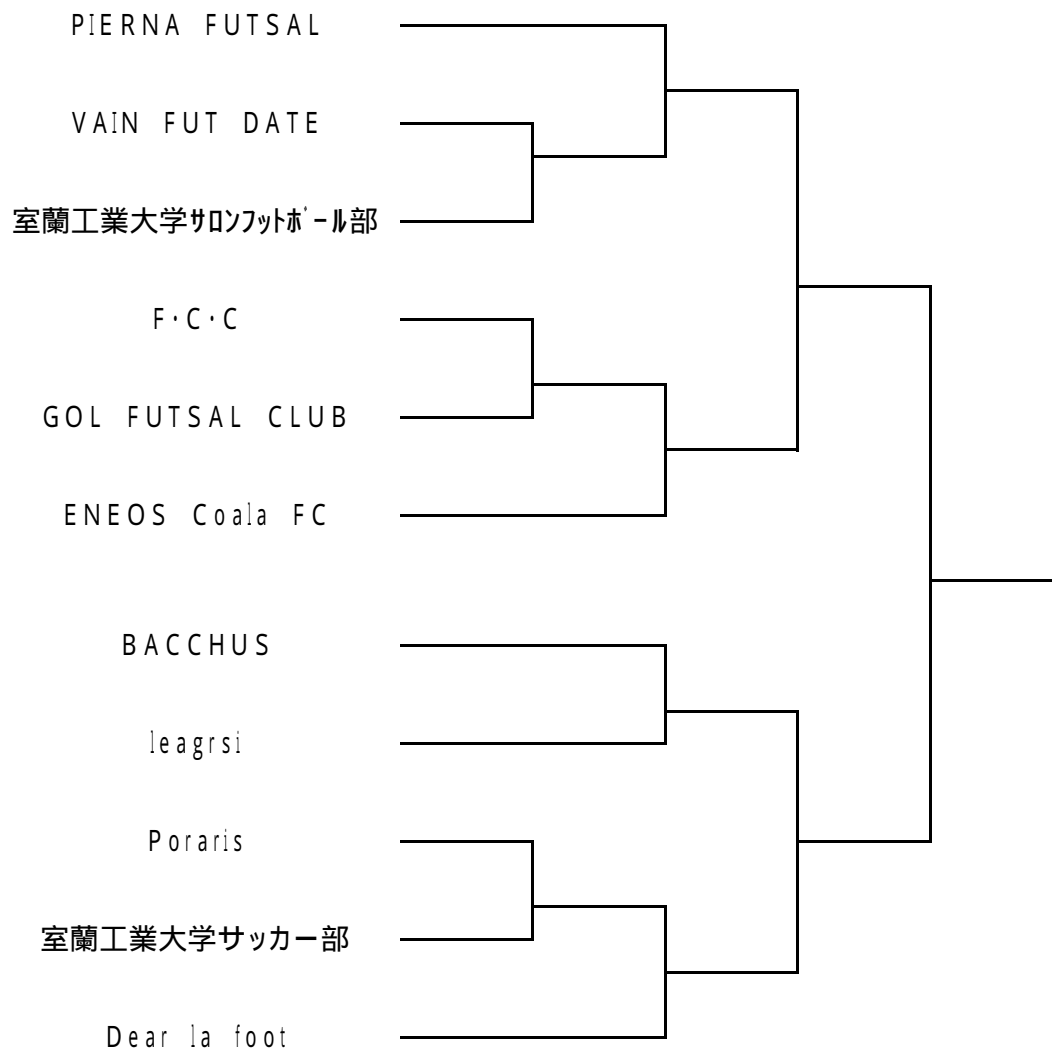 PIERNA FUTSAL
VAIN FUT DATE
室蘭工業大学ｻﾛﾝﾌｯﾄﾎﾞｰﾙ部
F・C・C
GOL FUTSAL CLUB
ENEOS Coala FC
BACCHUS
leagrsi
Poraris
室蘭工業大学サッカー部
Dear la foot